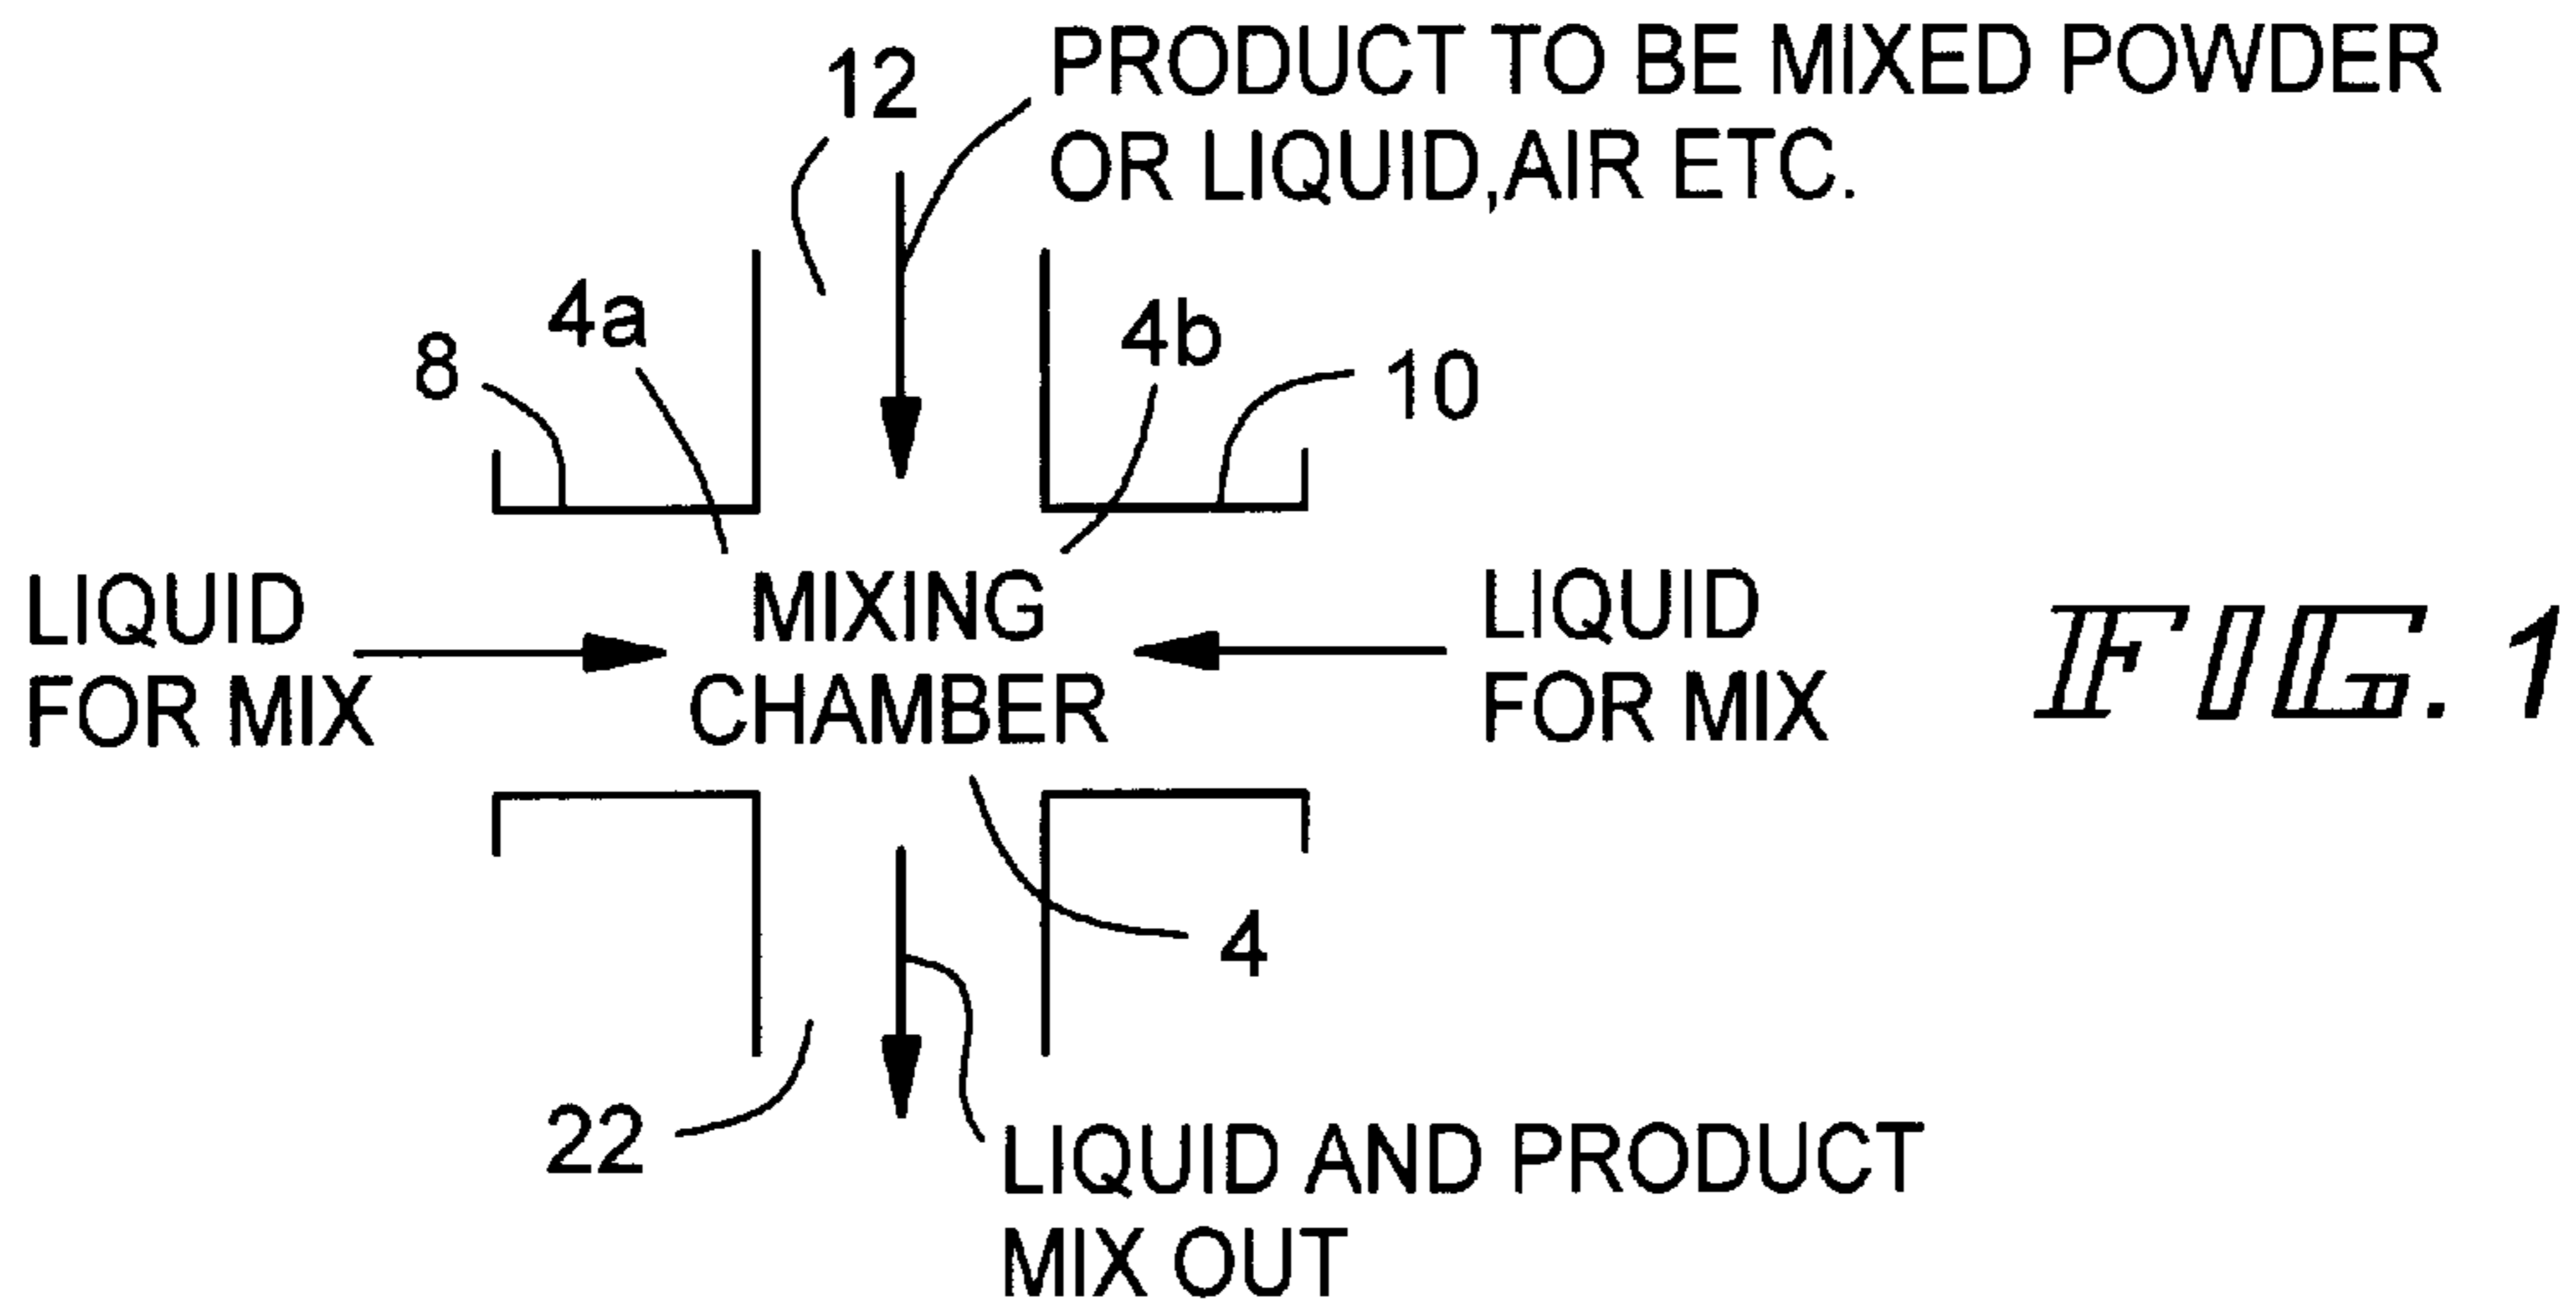 12
PRODUCT TO BE MIXED POWDER
OR LIQUID,AIR ETC.
4a
4b
8
10
LIQUID
FOR MIX
MIXING
CHAMBER
LIQUID
FOR MIX
FIG. 1
4
22
LIQUID AND PRODUCT
MIX OUT